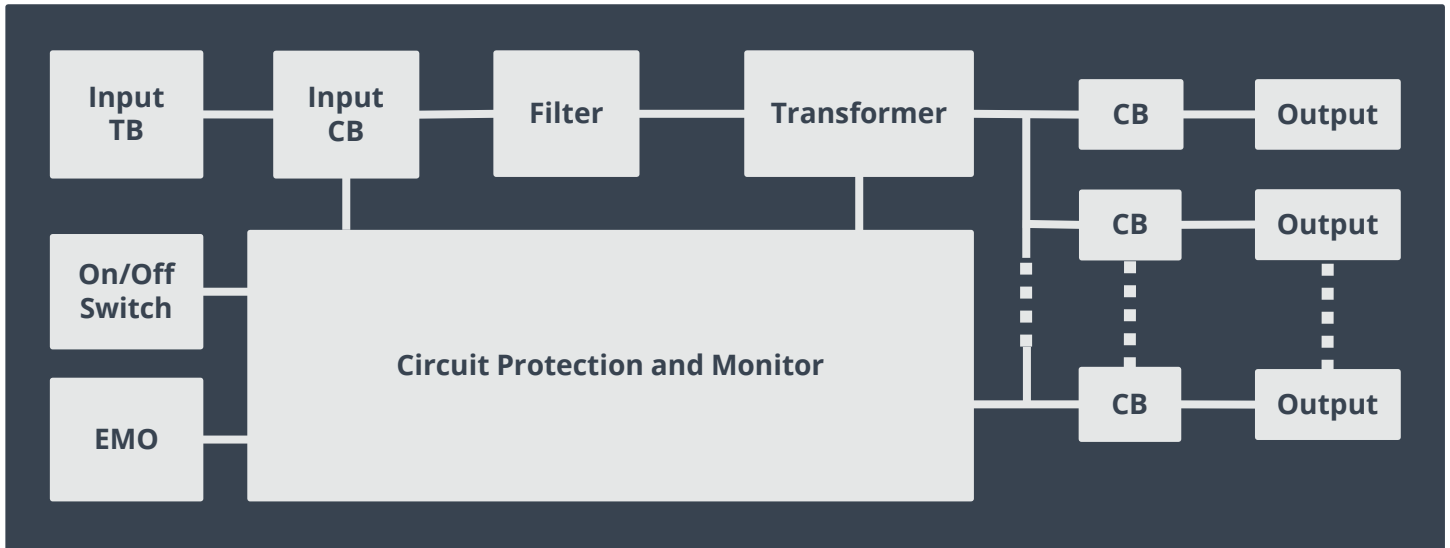 Input
TB
Input
CB
Filter
Transformer
CB
Output
CB
Output
On/Off
Switch
Circuit Protection and Monitor
EMO
CB
Output